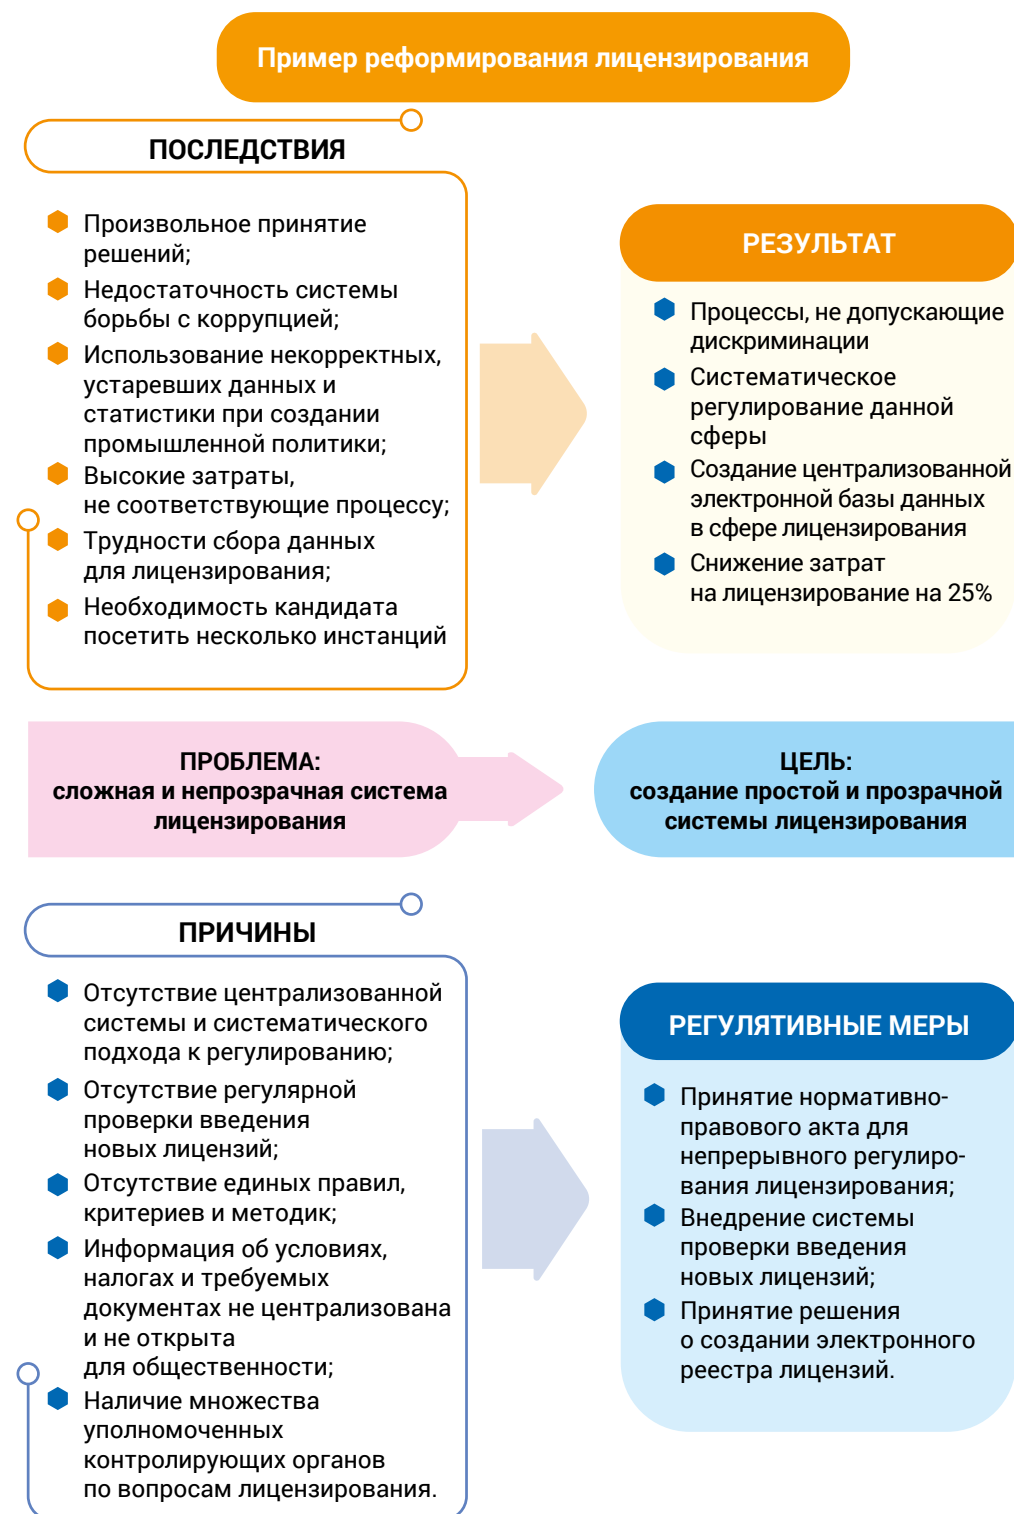 Пример реформирования лицензирования
ПОСЛЕДСТВИЯ
Произвольное принятие
решений;
Недостаточность системы
борьбы с коррупцией;
Использование некорректных,
устаревших данных и
статистики при создании
промышленной политики;
Высокие затраты,
не соответствующие процессу;
Трудности сбора данных
для лицензирования;
Необходимость кандидата
посетить несколько инстанций
РЕЗУЛЬТАТ
Процессы, не допускающие
дискриминации
Систематическое
регулирование данной
сферы
Создание централизованной
электронной базы данных
в сфере лицензирования
Снижение затрат
на лицензирование на 25%
ПРОБЛЕМА:
сложная и непрозрачная система
лицензирования
ЦЕЛЬ:
создание простой и прозрачной
системы лицензирования
ПРИЧИНЫ
Отсутствие централизованной
системы и систематического
подхода к регулированию;
Отсутствие регулярной
проверки введения
новых лицензий;
Отсутствие единых правил,
критериев и методик;
Информация об условиях,
налогах и требуемых
документах не централизована
и не открыта
для общественности;
Наличие множества
уполномоченных
контролирующих органов
по вопросам лицензирования.
РЕГУЛЯТИВНЫЕ МЕРЫ
Принятие нормативно-
правового акта для
непрерывного регулиро-
вания лицензирования;
Внедрение системы
проверки введения
новых лицензий;
Принятие решения
о создании электронного
реестра лицензий.